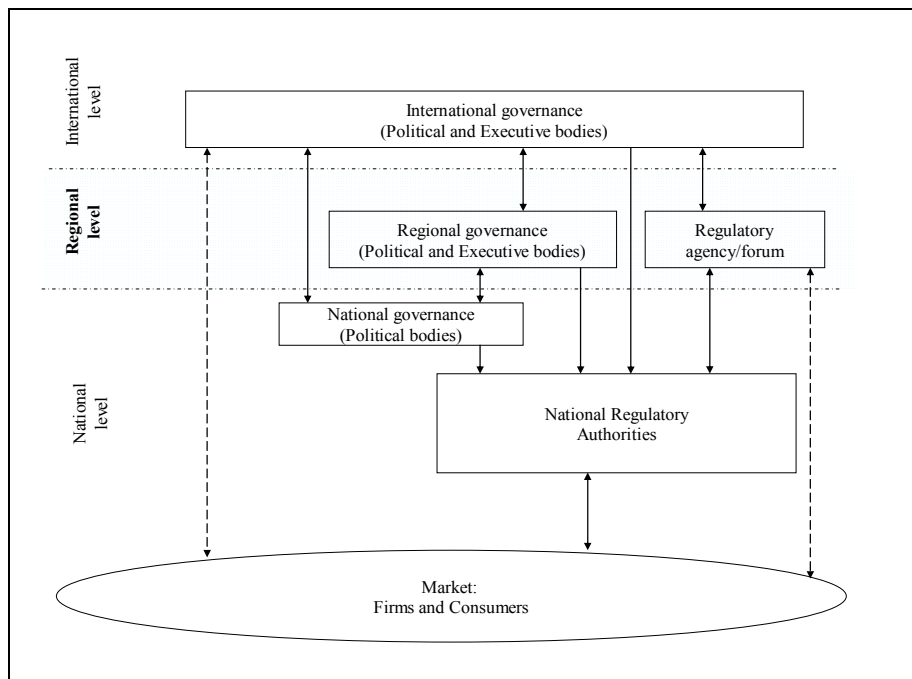 International
level
International governance
(Political and Executive bodies)
Regional
level
Regional governance
(Political and Executive bodies)
Regulatory
agency/forum
National governance
(Political bodies)
National
level
National Regulatory
Authorities
Market:
Firms and Consumers